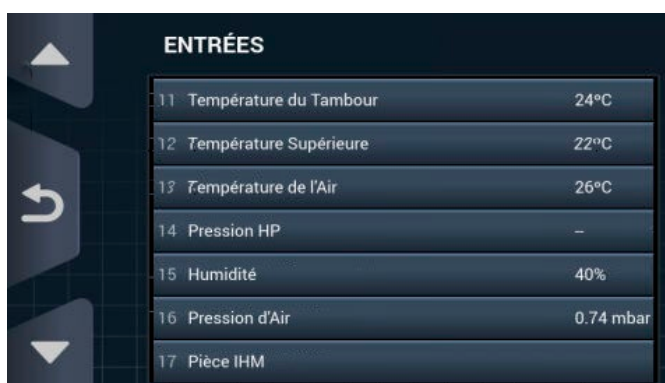 ENTRÉES
11 Température du Tambour 24°C
12 Température Supérieure 22°C
13 Température de l'Air 26°C
14 Pression HP --
15 Humidité 40%
16 Pression d'Air 0.74 mbar
17 Pièce IHM